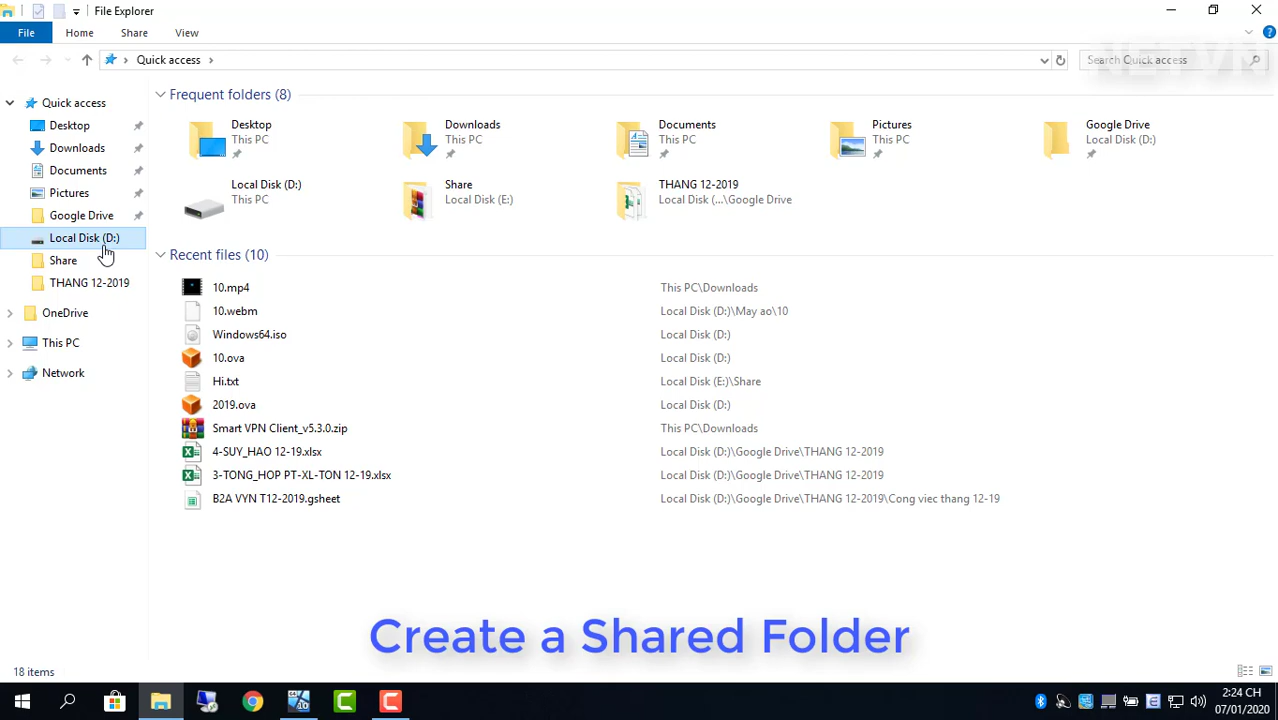 File Explorer
File Home Share View
Quick access
Search Quick access
NETVN
Quick access
Desktop
Downloads
Documents
Pictures
Google Drive
Local Disk (D:)
Share
THANG 12-2019
OneDrive
This PC
Network
Frequent folders (8)
Desktop
This PC
Downloads
This PC
Documents
This PC
Pictures
This PC
Google Drive
Local Disk (D:)
Local Disk (D:)
This PC
Share
Local Disk (E:)
THANG 12-2019
Local Disk (...\Google Drive
Recent files (10)
10.mp4 This PC\Downloads
10.webm Local Disk (D:)\May ao\10
Windows64.iso Local Disk (D:)
10.ova Local Disk (D:)
Hi.txt Local Disk (E:)\Share
2019.ova Local Disk (D:)
Smart VPN Client_v5.3.0.zip This PC\Downloads
4-SUY_HAO 12-19.xlsx Local Disk (D:)\Google Drive\THANG 12-2019
3-TONG_HOP PT-XL-TON 12-19.xlsx Local Disk (D:)\Google Drive\THANG 12-2019
B2A VYN T12-2019.gsheet Local Disk (D:)\Google Drive\THANG 12-2019\Cong viec thang 12-19
Create a Shared Folder
18 items
2:24 CH
07/01/2020